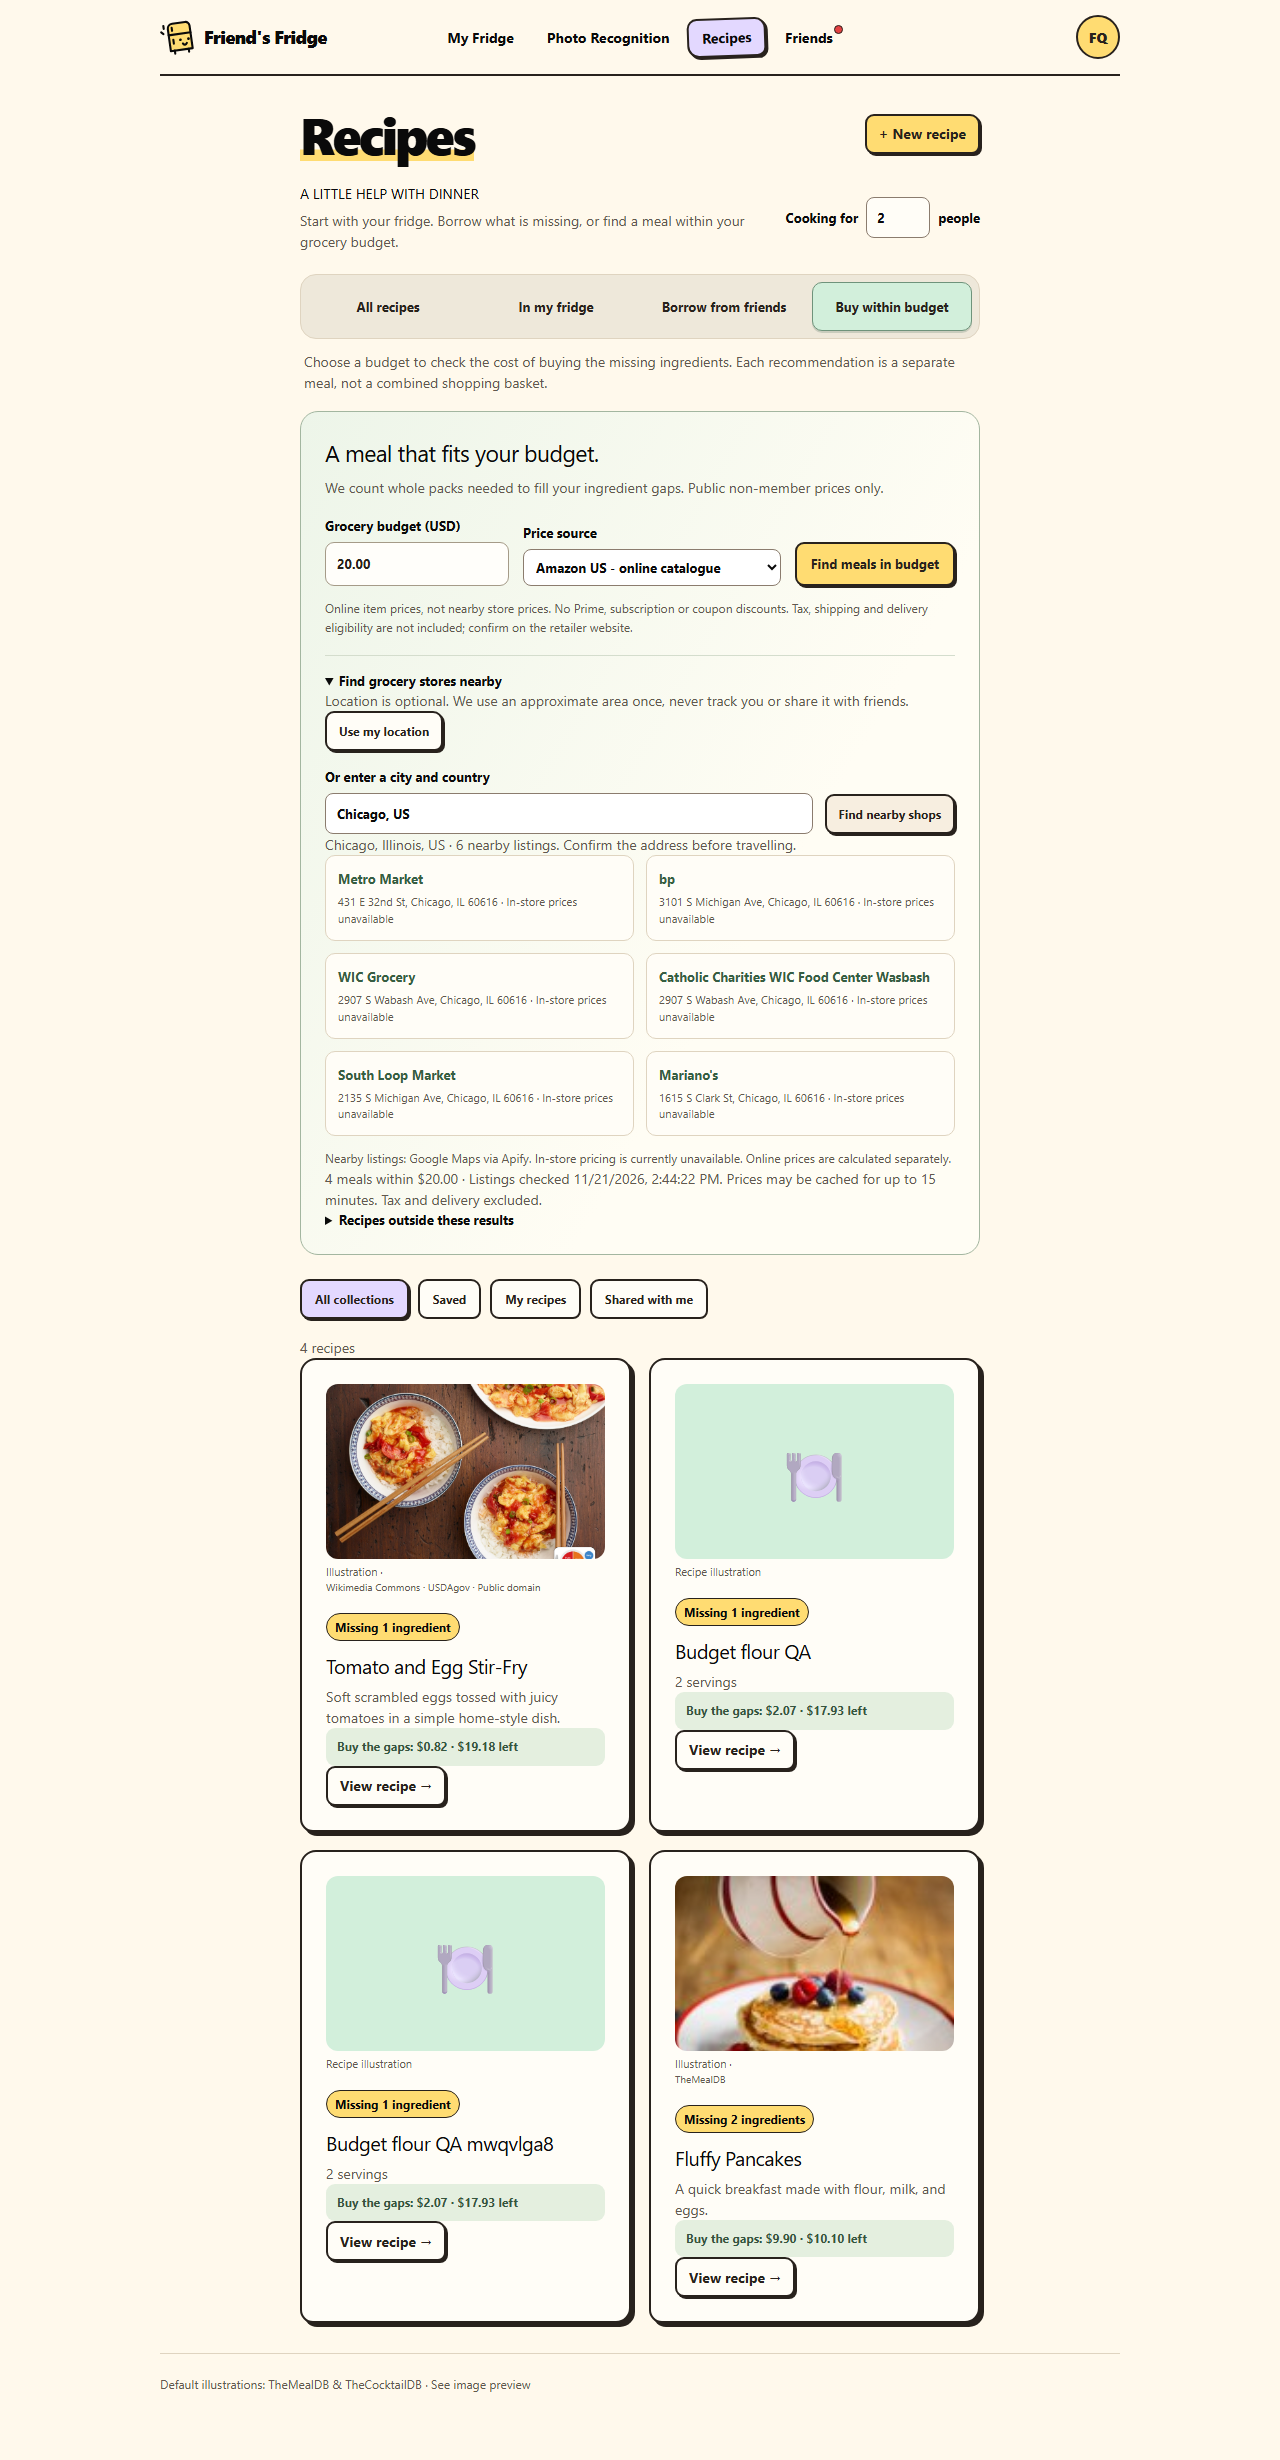 Friend's Fridge
My Fridge
Photo Recognition
Recipes
Friends
FQ
Recipes
+ New recipe
A LITTLE HELP WITH DINNER
Start with your fridge. Borrow what is missing, or find a meal within your
grocery budget.
Cooking for 2 people
All recipes
In my fridge
Borrow from friends
Buy within budget
Choose a budget to check the cost of buying the missing ingredients. Each recommendation is a separate
meal, not a combined shopping basket.
A meal that fits your budget.
We count whole packs needed to fill your ingredient gaps. Public non-member prices only.
Grocery budget (USD)
20.00
Price source
Amazon US - online catalogue
Find meals in budget
Online item prices, not nearby store prices. No Prime, subscription or coupon discounts. Tax, shipping and delivery
eligibility are not included; confirm on the retailer website.
▼ Find grocery stores nearby
Location is optional. We use an approximate area once, never track you or share it with friends.
Use my location
Or enter a city and country
Chicago, US
Find nearby shops
Chicago, Illinois, US · 6 nearby listings. Confirm the address before travelling.
Metro Market
431 E 32nd St, Chicago, IL 60616 · In-store prices
unavailable
bp
3101 S Michigan Ave, Chicago, IL 60616 · In-store prices
unavailable
WIC Grocery
2907 S Wabash Ave, Chicago, IL 60616 · In-store prices
unavailable
Catholic Charities WIC Food Center Wasbash
2907 S Wabash Ave, Chicago, IL 60616 · In-store prices
unavailable
South Loop Market
2135 S Michigan Ave, Chicago, IL 60616 · In-store prices
unavailable
Mariano's
1615 S Clark St, Chicago, IL 60616 · In-store prices
unavailable
Nearby listings: Google Maps via Apify. In-store pricing is currently unavailable. Online prices are calculated separately.
4 meals within $20.00 · Listings checked 11/21/2026, 2:44:22 PM. Prices may be cached for up to 15
minutes. Tax and delivery excluded.
▶ Recipes outside these results
All collections
Saved
My recipes
Shared with me
4 recipes
Illustration ·
Wikimedia Commons · USDAgov · Public domain
Missing 1 ingredient
Tomato and Egg Stir-Fry
Soft scrambled eggs tossed with juicy
tomatoes in a simple home-style dish.
Buy the gaps: $0.82 · $19.18 left
View recipe →
Recipe illustration
Missing 1 ingredient
Budget flour QA
2 servings
Buy the gaps: $2.07 · $17.93 left
View recipe →
Recipe illustration
Missing 1 ingredient
Budget flour QA mwqvlga8
2 servings
Buy the gaps: $2.07 · $17.93 left
View recipe →
Illustration ·
TheMealDB
Missing 2 ingredients
Fluffy Pancakes
A quick breakfast made with flour, milk, and
eggs.
Buy the gaps: $9.90 · $10.10 left
View recipe →
Default illustrations: TheMealDB & TheCocktailDB · See image preview